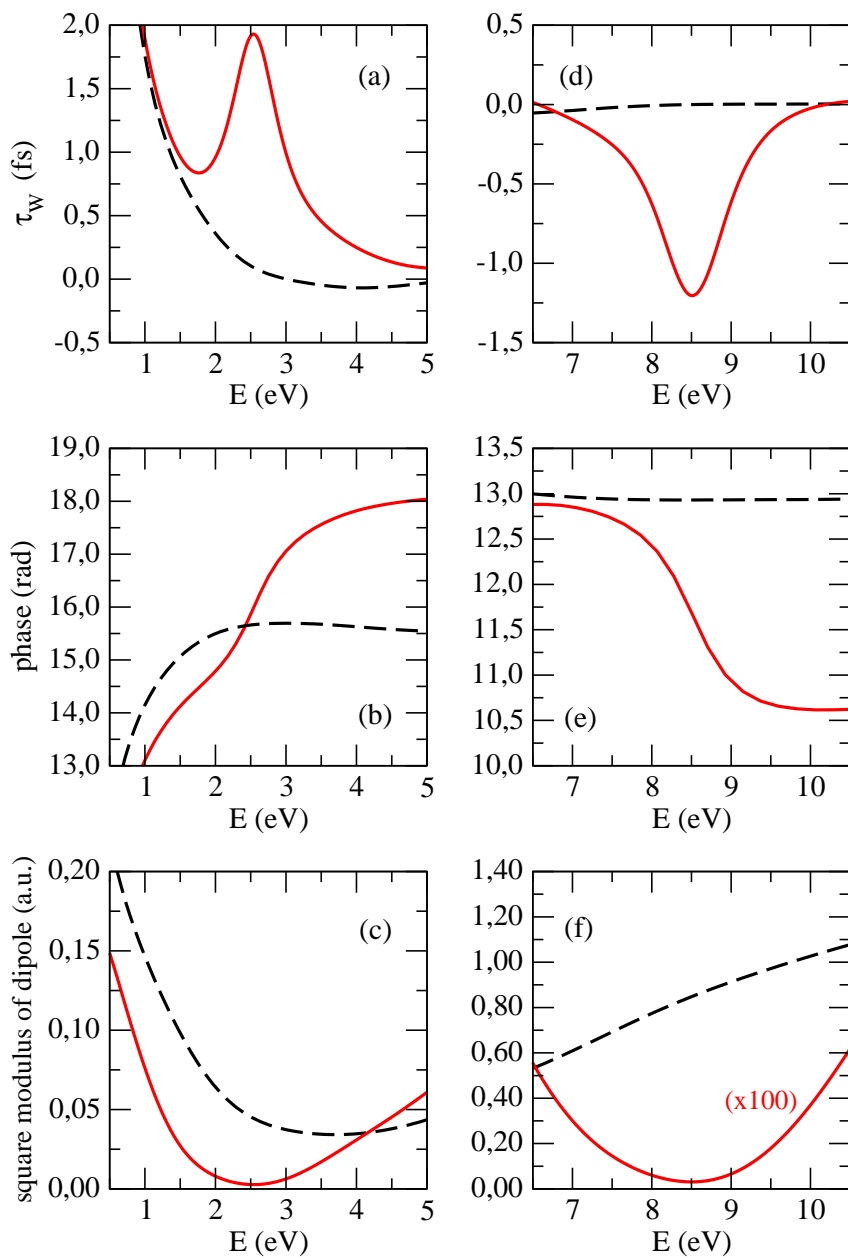 2,0
1,5
1,0
0,5
0,0
-0,5
τW (fs)
(a)
1 2 3 4 5
E (eV)
0,5
0,0
-0,5
-1,0
-1,5
(d)
7 8 9 10
E (eV)
19,0
18,0
17,0
16,0
15,0
14,0
13,0
phase (rad)
(b)
1 2 3 4 5
E (eV)
13,5
13,0
12,5
12,0
11,5
11,0
10,5
10,0
(e)
7 8 9 10
E (eV)
0,20
0,15
0,10
0,05
0,00
square modulus of dipole (a.u.)
(c)
1 2 3 4 5
E (eV)
1,40
1,20
1,00
0,80
0,60
0,40
0,20
0,00
(f)
(x100)
7 8 9 10
E (eV)